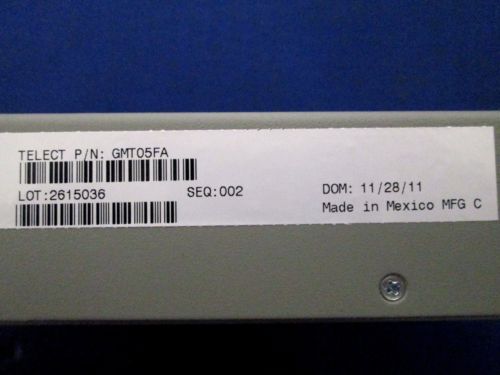 TELECT P/N: GMT05FA
LOT:2615036 SEQ:002 DOM: 11/28/11
Made in Mexico MFG C